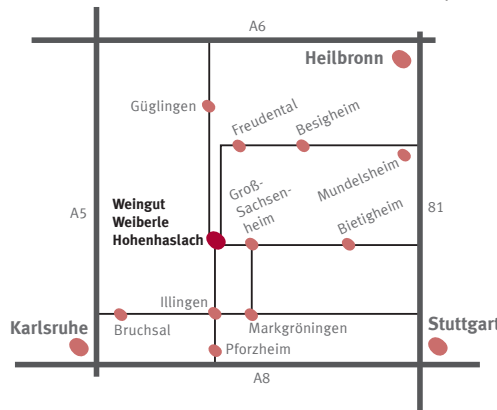 A6
Heilbronn
Güglingen
Freudental
Besigheim
Mundelsheim
Groß-
Sachsen-
heim
Weingut
Weiberle
Hohenhaslach
A5
81
Bietigheim
Illingen
Karlsruhe
Bruchsal
Markgröningen
Stuttgart
Pforzheim
A8